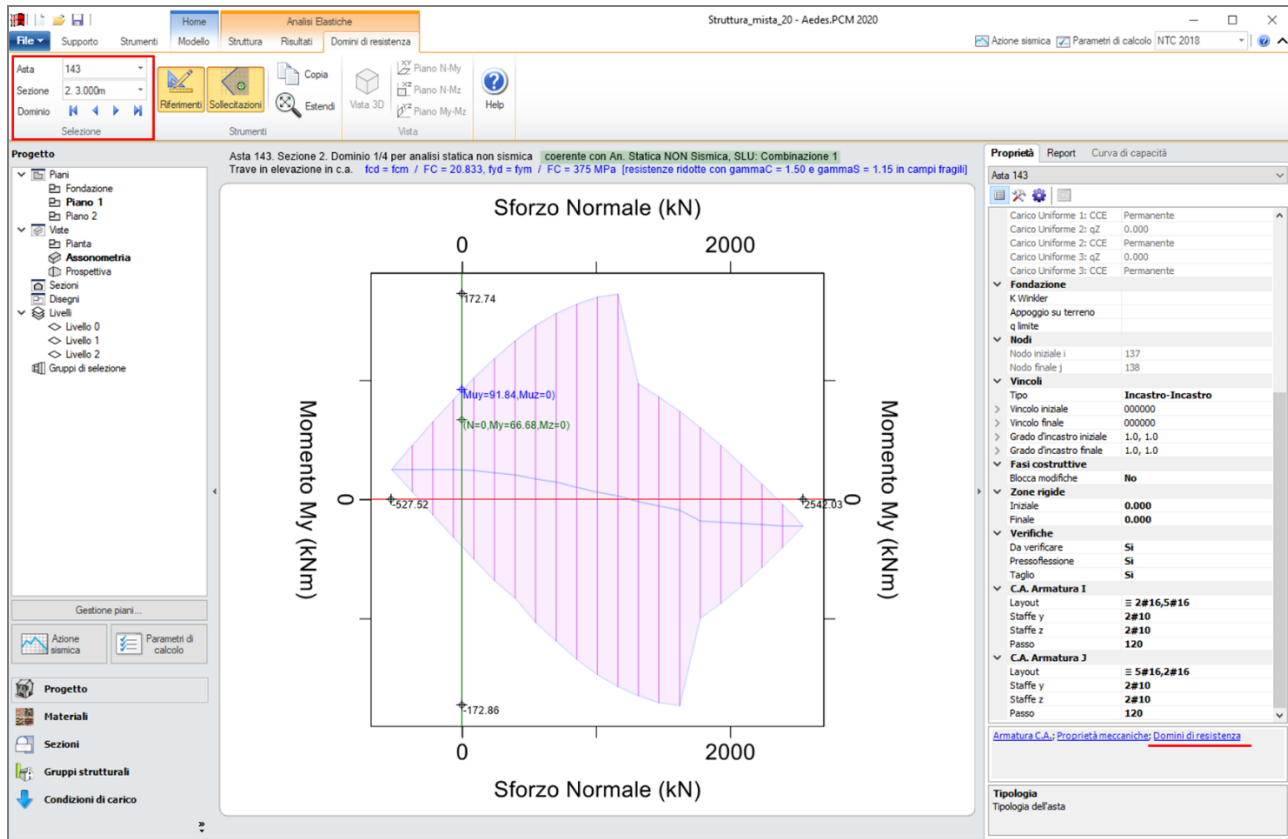 Struttura_mista_20 - Aedes.PCM 2020
Home
Analisi Elastiche
File
Supporto
Strumenti
Modello
Struttura
Risultati
Domini di resistenza
Azione sismica
Parametri di calcolo
NTC 2018
Asta
143
Sezione
2. 3.000m
Dominio
Selezione
Riferimenti
Sollecitazioni
Copia
Estendi
Strumenti
Vista 3D
Piano N-My
Piano N-Mz
Piano My-Mz
Vista
Help
Progetto
Piani
Fondazione
Piano 1
Piano 2
Viste
Pianta
Assonometria
Prospettiva
Sezioni
Disegni
Livelli
Livello 0
Livello 1
Livello 2
Gruppi di selezione
Gestione piani...
Azione sismica
Parametri di calcolo
Progetto
Materiali
Sezioni
Gruppi strutturali
Condizioni di carico
Asta 143. Sezione 2. Dominio 1/4 per analisi statica non sismica coerente con An. Statica NON Sismica, SLU: Combinazione 1
Trave in elevazione in c.a. fcd = fcm / FC = 20.833, fyd = fym / FC = 375 MPa [resistenze ridotte con gammaC = 1.50 e gammaS = 1.15 in campi fragili]
Sforzo Normale (kN)
0
2000
172.74
Muy=91.84,Muz=0)
(N=0,My=66.68,Mz=0)
Momento My (kNm)
0
-527.52
2542.03
0
Momento My (kNm)
-172.86
0
2000
Sforzo Normale (kN)
Proprietà
Report
Curva di capacità
Asta 143
Carico Uniforme 1: CCE Permanente
Carico Uniforme 2: qZ 0.000
Carico Uniforme 2: CCE Permanente
Carico Uniforme 3: qZ 0.000
Carico Uniforme 3: CCE Permanente
Fondazione
K Winkler
Appoggio su terreno
q limite
Nodi
Nodo iniziale i 137
Nodo finale j 138
Vincoli
Tipo Incastro-Incastro
Vincolo iniziale 000000
Vincolo finale 000000
Grado d'incastro iniziale 1.0, 1.0
Grado d'incastro finale 1.0, 1.0
Fasi costruttive
Blocca modifiche No
Zone rigide
Iniziale 0.000
Finale 0.000
Verifiche
Da verificare Sì
Pressoflessione Sì
Taglio Sì
C.A. Armatura I
Layout ≡ 2#16,5#16
Staffe y 2#10
Staffe z 2#10
Passo 120
C.A. Armatura J
Layout ≡ 5#16,2#16
Staffe y 2#10
Staffe z 2#10
Passo 120
Armatura C.A.; Proprietà meccaniche; Domini di resistenza
Tipologia
Tipologia dell'asta